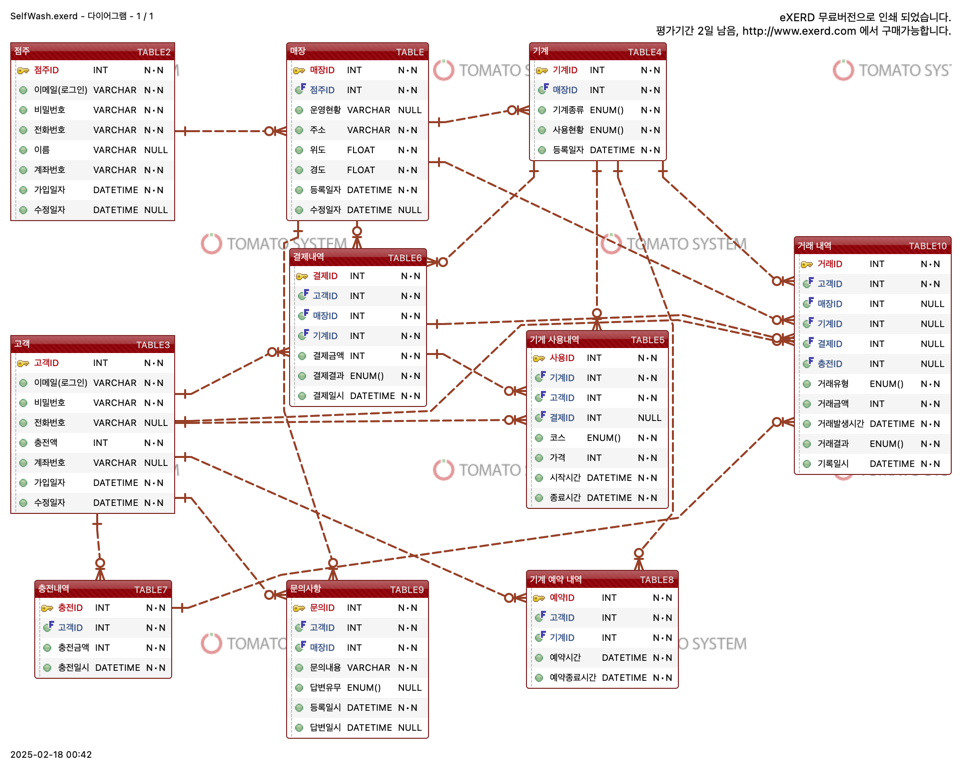 SelfWash.exerd - 다이어그램 - 1 / 1
eXERD 무료버전으로 인쇄 되었습니다.
평가기간 2일 남음, http://www.exerd.com 에서 구매가능합니다.
점주 TABLE2
점주ID INT N·N
이메일(로그인) VARCHAR N·N
비밀번호 VARCHAR N·N
전화번호 VARCHAR N·N
이름 VARCHAR NULL
계좌번호 VARCHAR N·N
가입일자 DATETIME N·N
수정일자 DATETIME NULL
매장 TABLE
매장ID INT N·N
점주ID INT N·N
운영현황 VARCHAR NULL
주소 VARCHAR N·N
위도 FLOAT N·N
경도 FLOAT N·N
등록일자 DATETIME N·N
수정일자 DATETIME NULL
기계 TABLE4
기계ID INT N·N
매장ID INT N·N
기계종류 ENUM() N·N
사용현황 ENUM() N·N
등록일자 DATETIME N·N
TOMATO S
TOMATO SYST
TOMATO SYSTEM
TOMATO SYSTEM
결제내역 TABLE6
결제ID INT N·N
고객ID INT N·N
매장ID INT N·N
기계ID INT N·N
결제금액 INT N·N
결제결과 ENUM() N·N
결제일시 DATETIME N·N
거래 내역 TABLE10
거래ID INT N·N
고객ID INT N·N
매장ID INT NULL
기계ID INT NULL
결제ID INT NULL
충전ID INT NULL
거래유형 ENUM() N·N
거래금액 INT N·N
거래발생시간 DATETIME N·N
거래결과 ENUM() N·N
기록일시 DATETIME N·N
고객 TABLE3
고객ID INT N·N
이메일(로그인) VARCHAR N·N
비밀번호 VARCHAR N·N
전화번호 VARCHAR NULL
충전액 INT N·N
계좌번호 VARCHAR NULL
가입일자 DATETIME N·N
수정일자 DATETIME N·N
기계 사용내역 TABLE5
사용ID INT N·N
기계ID INT N·N
고객ID INT N·N
결제ID INT NULL
코스 ENUM() N·N
가격 INT N·N
시작시간 DATETIME N·N
종료시간 DATETIME N·N
TOMATO S
충전내역 TABLE7
충전ID INT N·N
고객ID INT N·N
충전금액 INT N·N
충전일시 DATETIME N·N
문의사항 TABLE9
문의ID INT N·N
고객ID INT N·N
매장ID INT N·N
문의내용 VARCHAR N·N
답변유무 ENUM() NULL
등록일시 DATETIME N·N
답변일시 DATETIME NULL
기계 예약 내역 TABLE8
예약ID INT N·N
고객ID INT N·N
기계ID INT N·N
예약시간 DATETIME N·N
예약종료시간 DATETIME N·N
TOMAT
O SYSTEM
2025-02-18 00:42